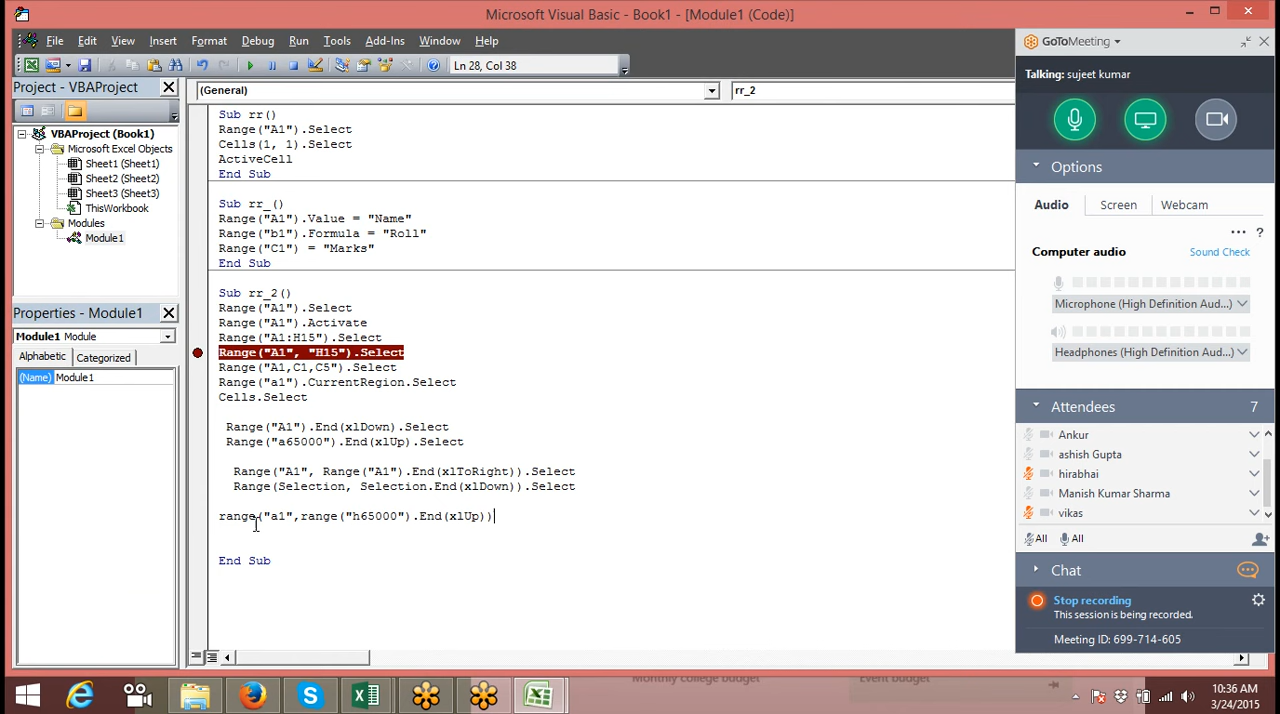 Microsoft Visual Basic - Book1 - [Module1 (Code)]
File Edit View Insert Format Debug Run Tools Add-Ins Window Help
Ln 28, Col 38
Project - VBAProject
(General)
rr_2
VBAProject (Book1)
Microsoft Excel Objects
Sheet1 (Sheet1)
Sheet2 (Sheet2)
Sheet3 (Sheet3)
ThisWorkbook
Modules
Module1
Properties - Module1
Module1 Module
Alphabetic Categorized
(Name) Module1
Sub rr()
Range("A1").Select
Cells(1, 1).Select
ActiveCell
End Sub
Sub rr_()
Range("A1").Value = "Name"
Range("b1").Formula = "Roll"
Range("C1") = "Marks"
End Sub
Sub rr_2()
Range("A1").Select
Range("A1").Activate
Range("A1:H15").Select
Range("A1", "H15").Select
Range("A1,C1,C5").Select
Range("a1").CurrentRegion.Select
Cells.Select
Range("A1").End(xlDown).Select
Range("a65000").End(xlUp).Select
Range("A1", Range("A1").End(xlToRight)).Select
Range(Selection, Selection.End(xlDown)).Select
range("a1",range("h65000").End(xlUp))
End Sub
GoToMeeting
Talking: sujeet kumar
Options
Audio Screen Webcam
... ?
Computer audio Sound Check
Microphone (High Definition Aud...)
Headphones (High Definition Aud...)
Attendees 7
Ankur
ashish Gupta
hirabhai
Manish Kumar Sharma
vikas
All All
Chat
Stop recording
This session is being recorded.
Meeting ID: 699-714-605
Monthly college budget
Event budget
10:36 AM
3/24/2015